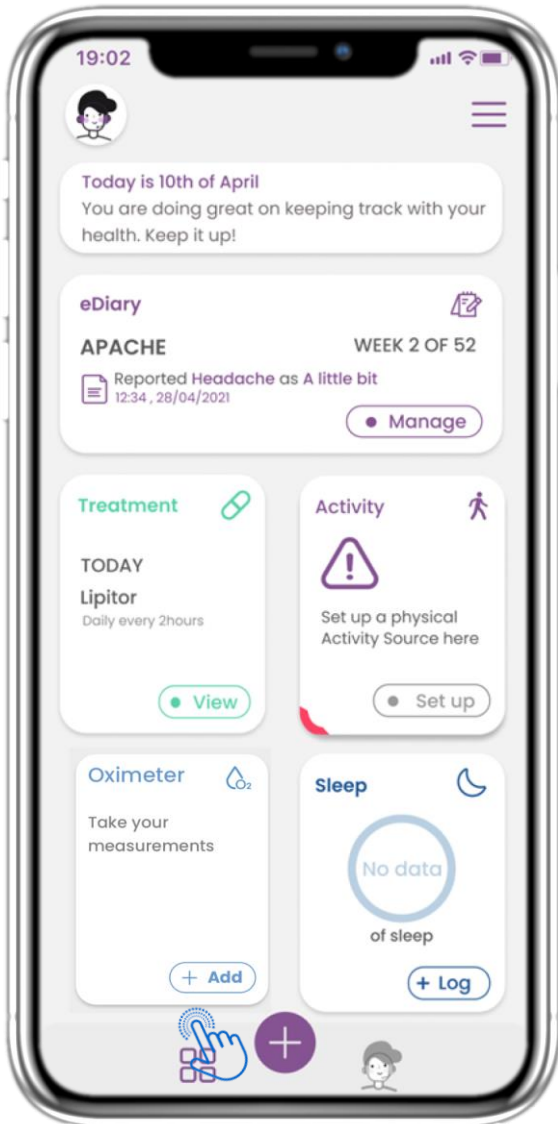 19:02
Today is 10th of April
You are doing great on keeping track with your
health. Keep it up!
eDiary
APACHE
WEEK 2 OF 52
Reported Headache as A little bit
12:34 , 28/04/2021
Manage
Treatment
TODAY
Lipitor
Daily every 2hours
View
Activity
Set up a physical
Activity Source here
Set up
Oximeter
O2
Take your
measurements
+ Add
Sleep
No data
of sleep
+ Log